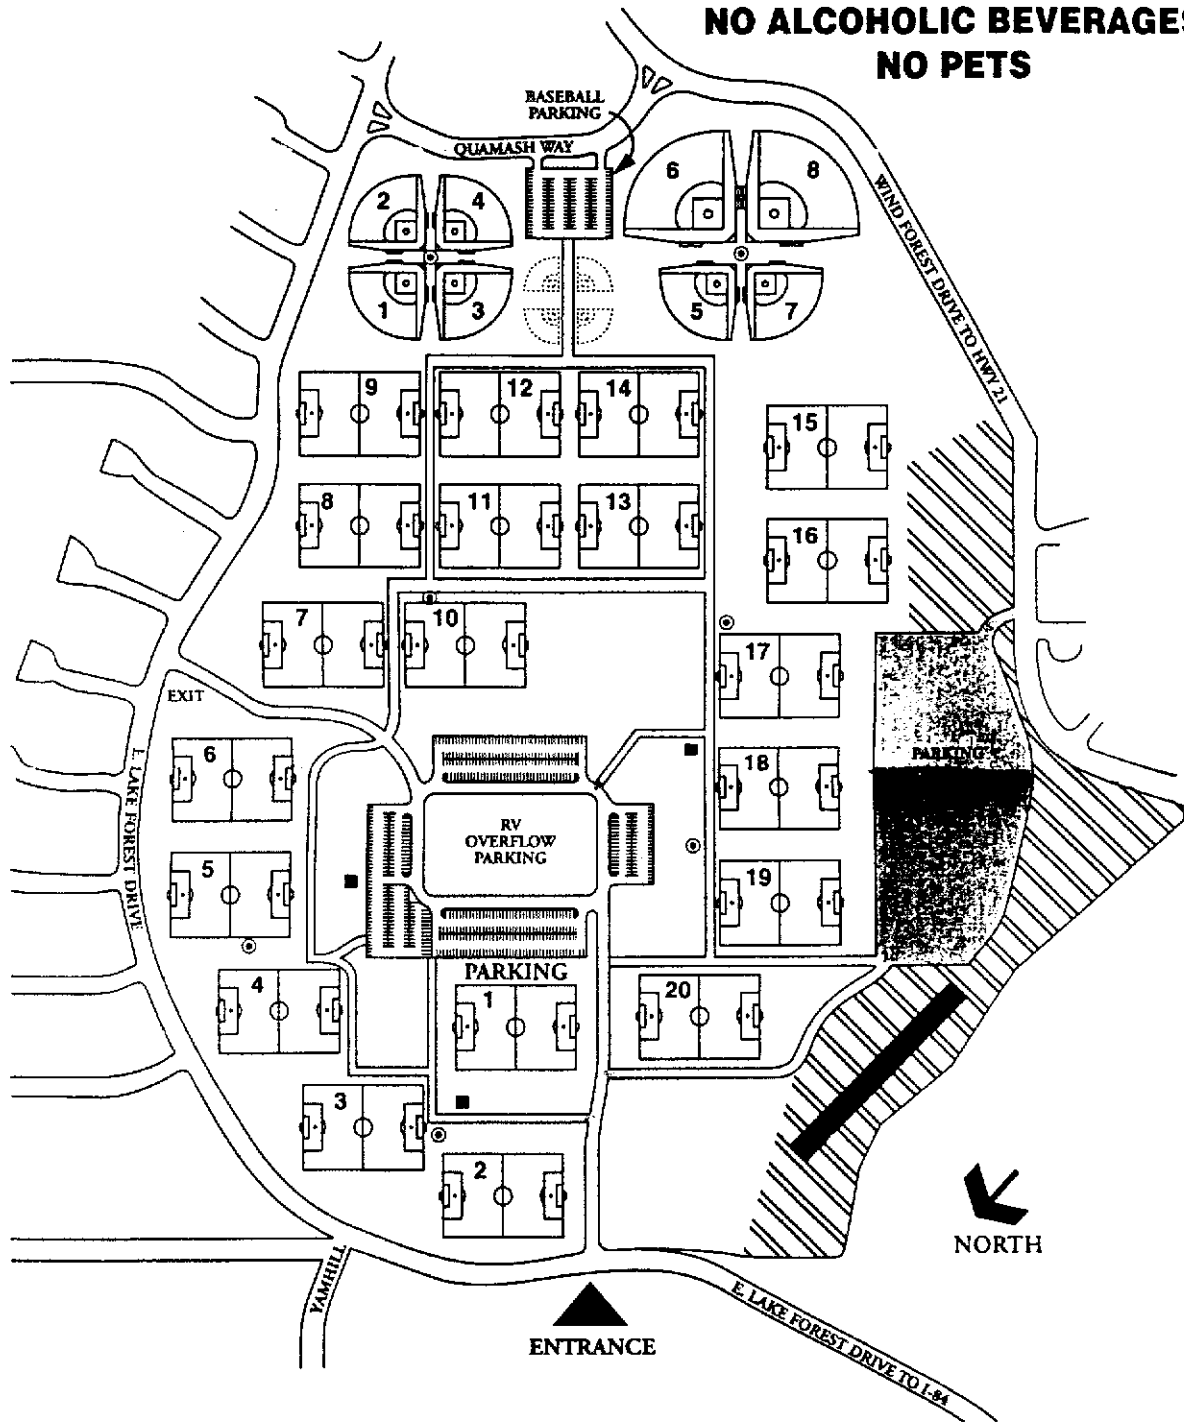 NO ALCOHOLIC BEVERAGES
NO PETS
BASEBALL
PARKING
QUAMASH WAY
6
8
2
4
WIND FOREST DRIVE TO HWY 21
1
3
5
7
9
12
14
15
8
11
13
16
7
10
17
EXIT
6
PARKING
18
E. LAKE FOREST DRIVE
RV
OVERFLOW
PARKING
5
19
PARKING
4
1
20
3
2
NORTH
YAMHILL
E. LAKE FOREST DRIVE TO I-84
ENTRANCE